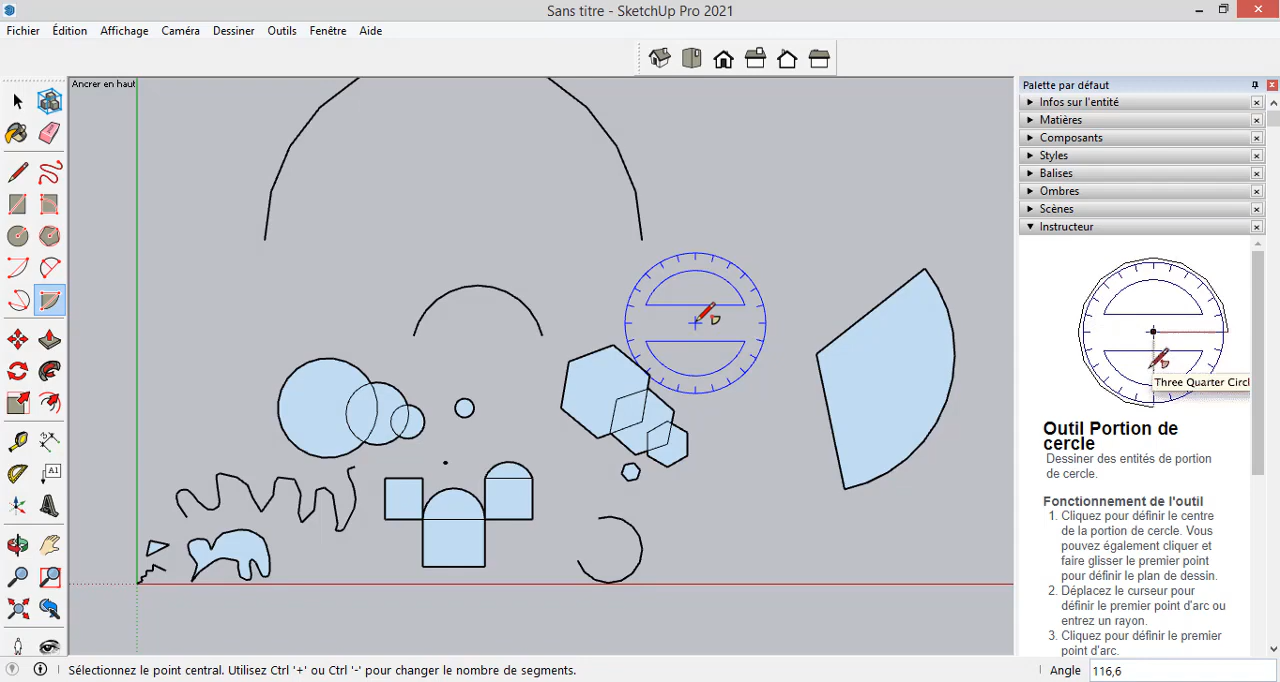 Sans titre - SketchUp Pro 2021
Fichier Édition Affichage Caméra Dessiner Outils Fenêtre Aide
Ancrer en haut
Palette par défaut
Infos sur l'entité
Matières
Composants
Styles
Balises
Ombres
Scènes
Instructeur
Three Quarter Circl
Outil Portion de
cercle
Dessiner des entités de portion
de cercle.
Fonctionnement de l'outil
1. Cliquez pour définir le centre
de la portion de cercle. Vous
pouvez également cliquer et
faire glisser le premier point
pour définir le plan de dessin.
2. Déplacez le curseur pour
définir le premier point d'arc ou
entrez un rayon.
3. Cliquez pour définir le premier
point d'arc.
A1
Sélectionnez le point central. Utilisez Ctrl '+' ou Ctrl '-' pour changer le nombre de segments.
Angle 116,6